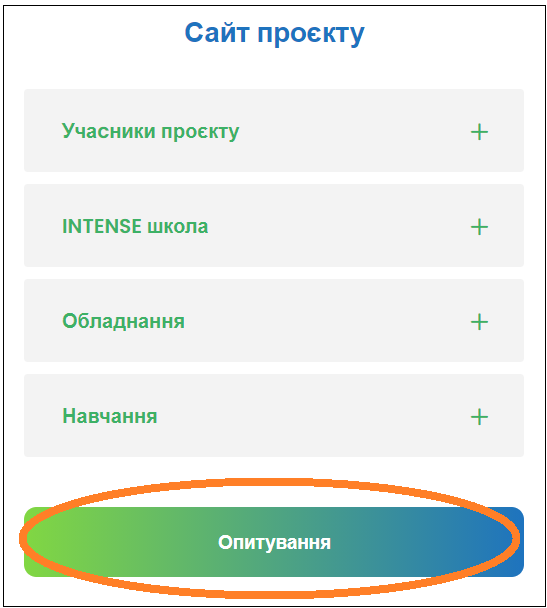 Сайт проєкту
Учасники проєкту
INTENSE школа
Обладнання
Навчання
Опитування